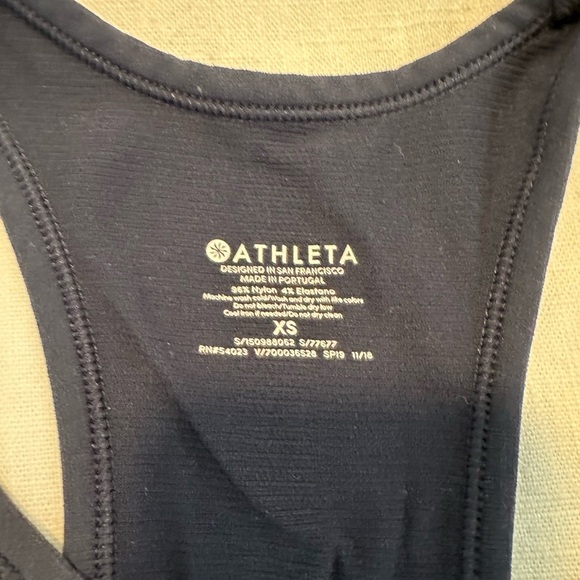 ATHLETA
DESIGNED IN SAN FRANCISCO
MADE IN PORTUGAL
96% Nylon 4% Elastane
Machine wash cold/Wash and dry with like colors
Do not bleach/Tumble dry low
Cool iron if needed/Do not dry clean
XS
S/150988062 S/77677
RN#54023 V/700036528 SP19 11/18